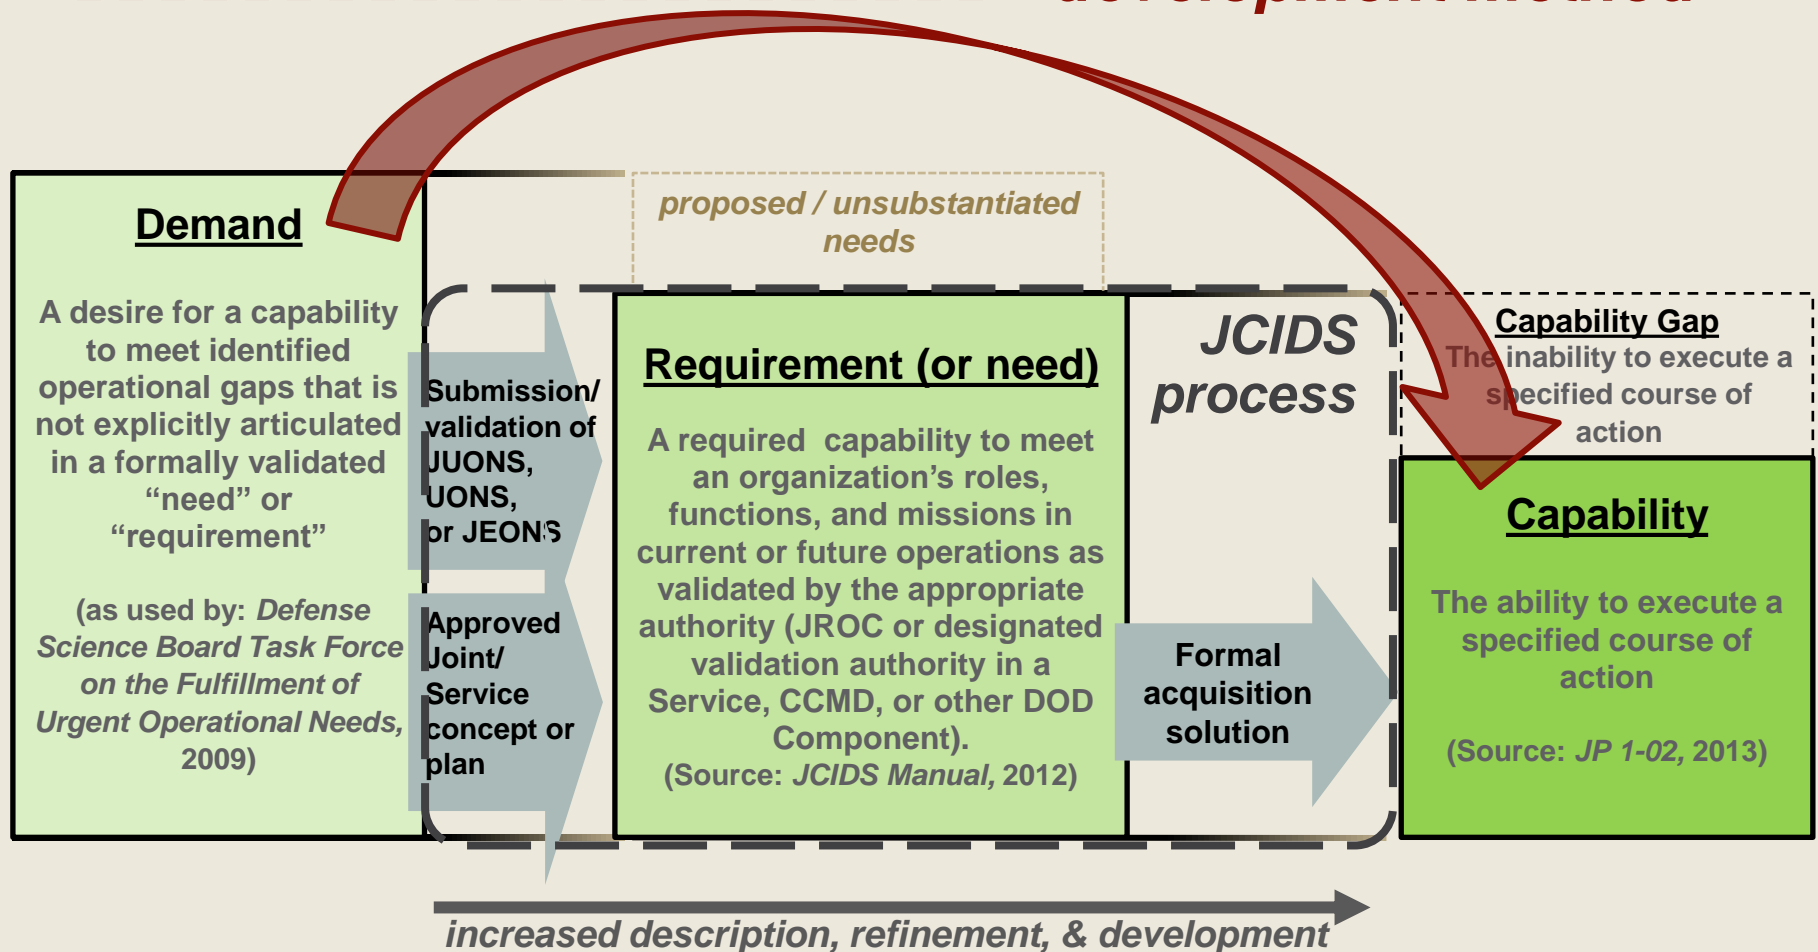 development method
Demand
A desire for a capability
to meet identified
operational gaps that is
not explicitly articulated
in a formally validated
“need” or
“requirement”
(as used by: Defense
Science Board Task Force
on the Fulfillment of
Urgent Operational Needs,
2009)
Submission/
validation of
JUONS,
UONS,
or JEONS
Approved
Joint/
Service
concept or
plan
proposed / unsubstantiated
needs
Requirement (or need)
A required capability to meet
an organization’s roles,
functions, and missions in
current or future operations as
validated by the appropriate
authority (JROC or designated
validation authority in a
Service, CCMD, or other DOD
Component).
(Source: JCIDS Manual, 2012)
JCIDS
process
Formal
acquisition
solution
Capability Gap
The inability to execute a
specified course of
action
Capability
The ability to execute a
specified course of
action
(Source: JP 1-02, 2013)
increased description, refinement, & development